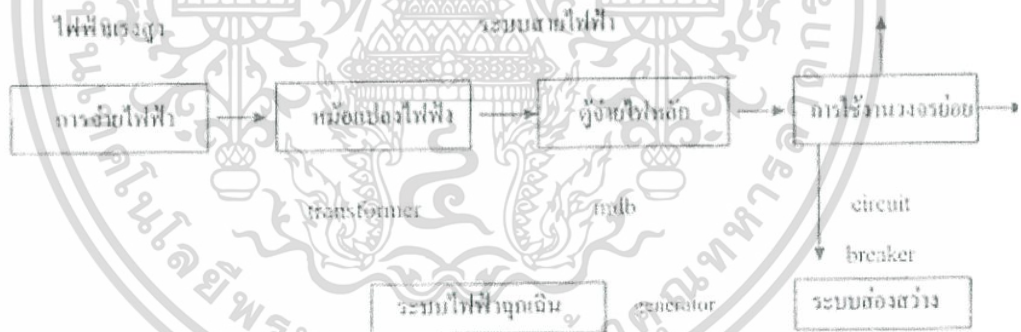 ไฟฟ้าแรงสูง ระบบสายไฟฟ้า
การจ่ายไฟฟ้า หม้อแปลงไฟฟ้า ตู้จ่ายไฟหลัก การใช้งานวงจรย่อย
transformer mdb circuit
breaker
ระบบไฟฟ้าฉุกเฉิน generator ระบบส่องสว่าง